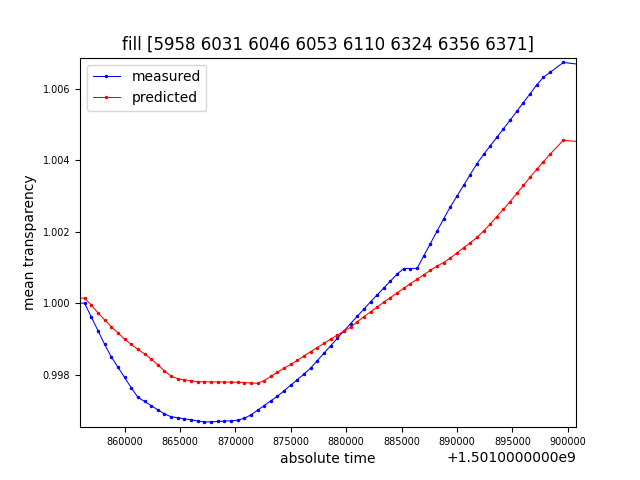 fill [5958 6031 6046 6053 6110 6324 6356 6371]
measured
predicted
mean transparency
1.006
1.004
1.002
1.000
0.998
860000 865000 870000 875000 880000 885000 890000 895000 900000
absolute time
+1.5010000000e9